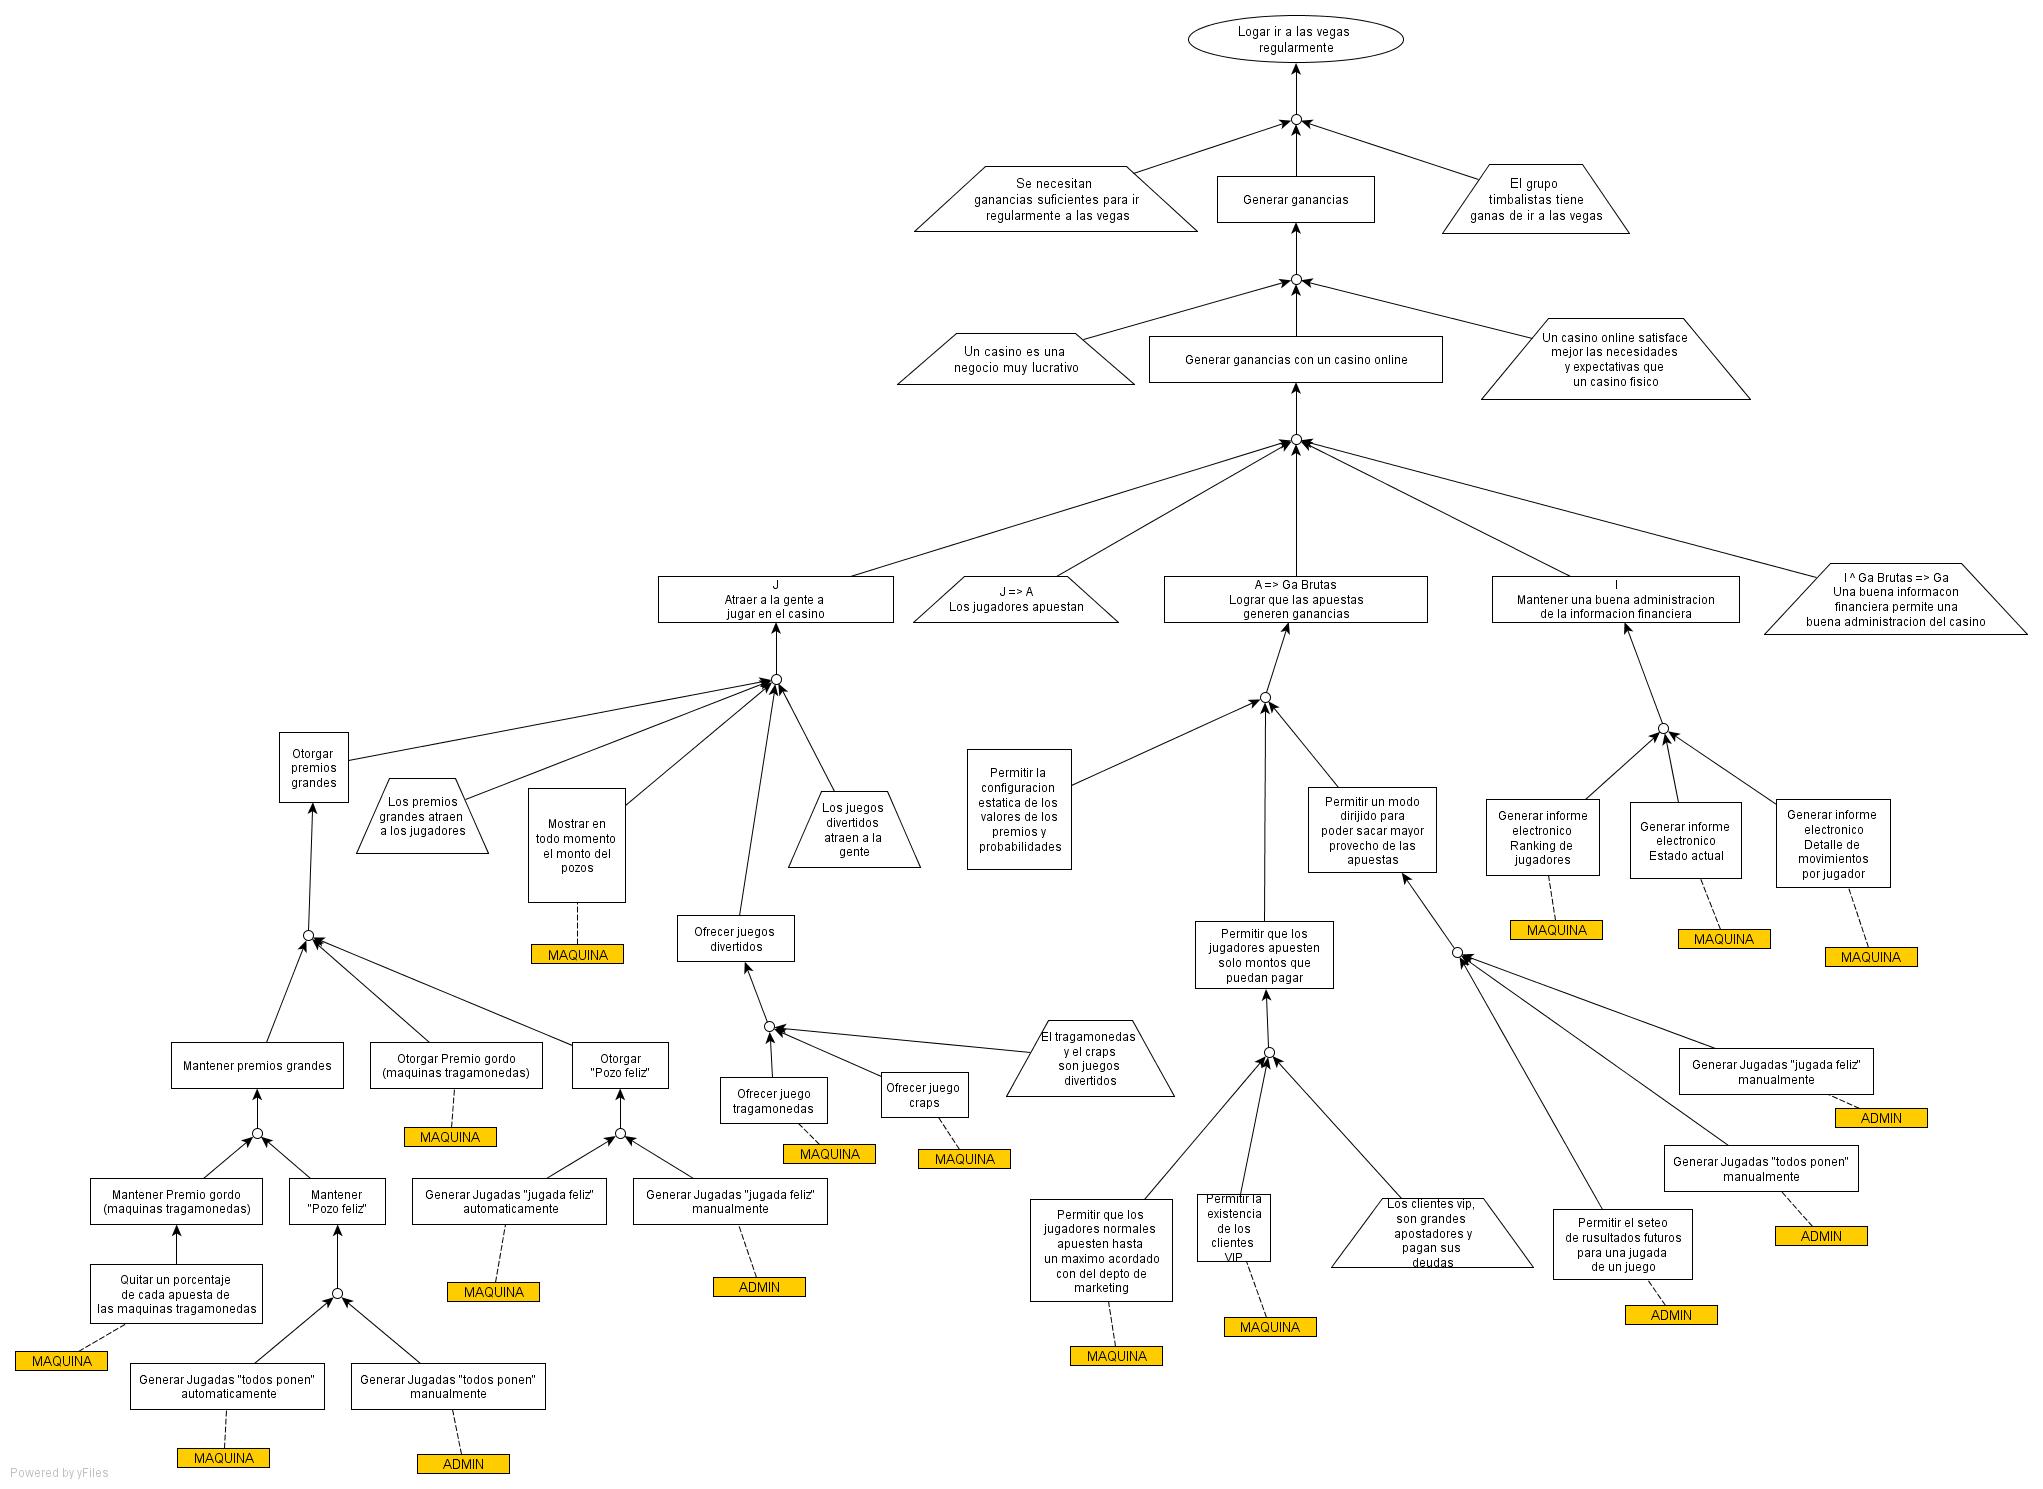 Logar ir a las vegas
regularmente
Se necesitan
ganancias suficientes para ir
regularmente a las vegas
Generar ganancias
El grupo
timbalistas tiene
ganas de ir a las vegas
Un casino es una
negocio muy lucrativo
Generar ganancias con un casino online
Un casino online satisface
mejor las necesidades
y expectativas que
un casino fisico
J
Atraer a la gente a
jugar en el casino
J => A
Los jugadores apuestan
A => Ga Brutas
Lograr que las apuestas
generen ganancias
I
Mantener una buena administracion
de la informacion financiera
I ^ Ga Brutas => Ga
Una buena informacon
financiera permite una
buena administracion del casino
Otorgar
premios
grandes
Los premios
grandes atraen
a los jugadores
Mostrar en
todo momento
el monto del
pozos
MAQUINA
Los juegos
divertidos
atraen a la
gente
Ofrecer juegos
divertidos
Permitir la
configuracion
estatica de los
valores de los
premios y
probabilidades
Permitir que los
jugadores apuesten
solo montos que
puedan pagar
Permitir un modo
dirijido para
poder sacar mayor
provecho de las
apuestas
Generar informe
electronico
Ranking de
jugadores
MAQUINA
Generar informe
electronico
Estado actual
MAQUINA
Generar informe
electronico
Detalle de
movimientos
por jugador
MAQUINA
Mantener premios grandes
Otorgar Premio gordo
(maquinas tragamonedas)
MAQUINA
Otorgar
"Pozo feliz"
Ofrecer juego
tragamonedas
MAQUINA
Ofrecer juego
craps
MAQUINA
El tragamonedas
y el craps
son juegos
divertidos
Generar Jugadas "jugada feliz"
manualmente
ADMIN
Generar Jugadas "todos ponen"
manualmente
ADMIN
Permitir el seteo
de rusultados futuros
para una jugada
de un juego
ADMIN
Mantener Premio gordo
(maquinas tragamonedas)
Mantener
"Pozo feliz"
Generar Jugadas "jugada feliz"
automaticamente
MAQUINA
Generar Jugadas "jugada feliz"
manualmente
ADMIN
Permitir que los
jugadores normales
apuesten hasta
un maximo acordado
con del depto de
marketing
MAQUINA
Permitir la
existencia
de los
clientes
VIP
MAQUINA
Los clientes vip,
son grandes
apostadores y
pagan sus
deudas
Quitar un porcentaje
de cada apuesta de
las maquinas tragamonedas
MAQUINA
Generar Jugadas "todos ponen"
automaticamente
MAQUINA
Generar Jugadas "todos ponen"
manualmente
ADMIN
Powered by yFiles